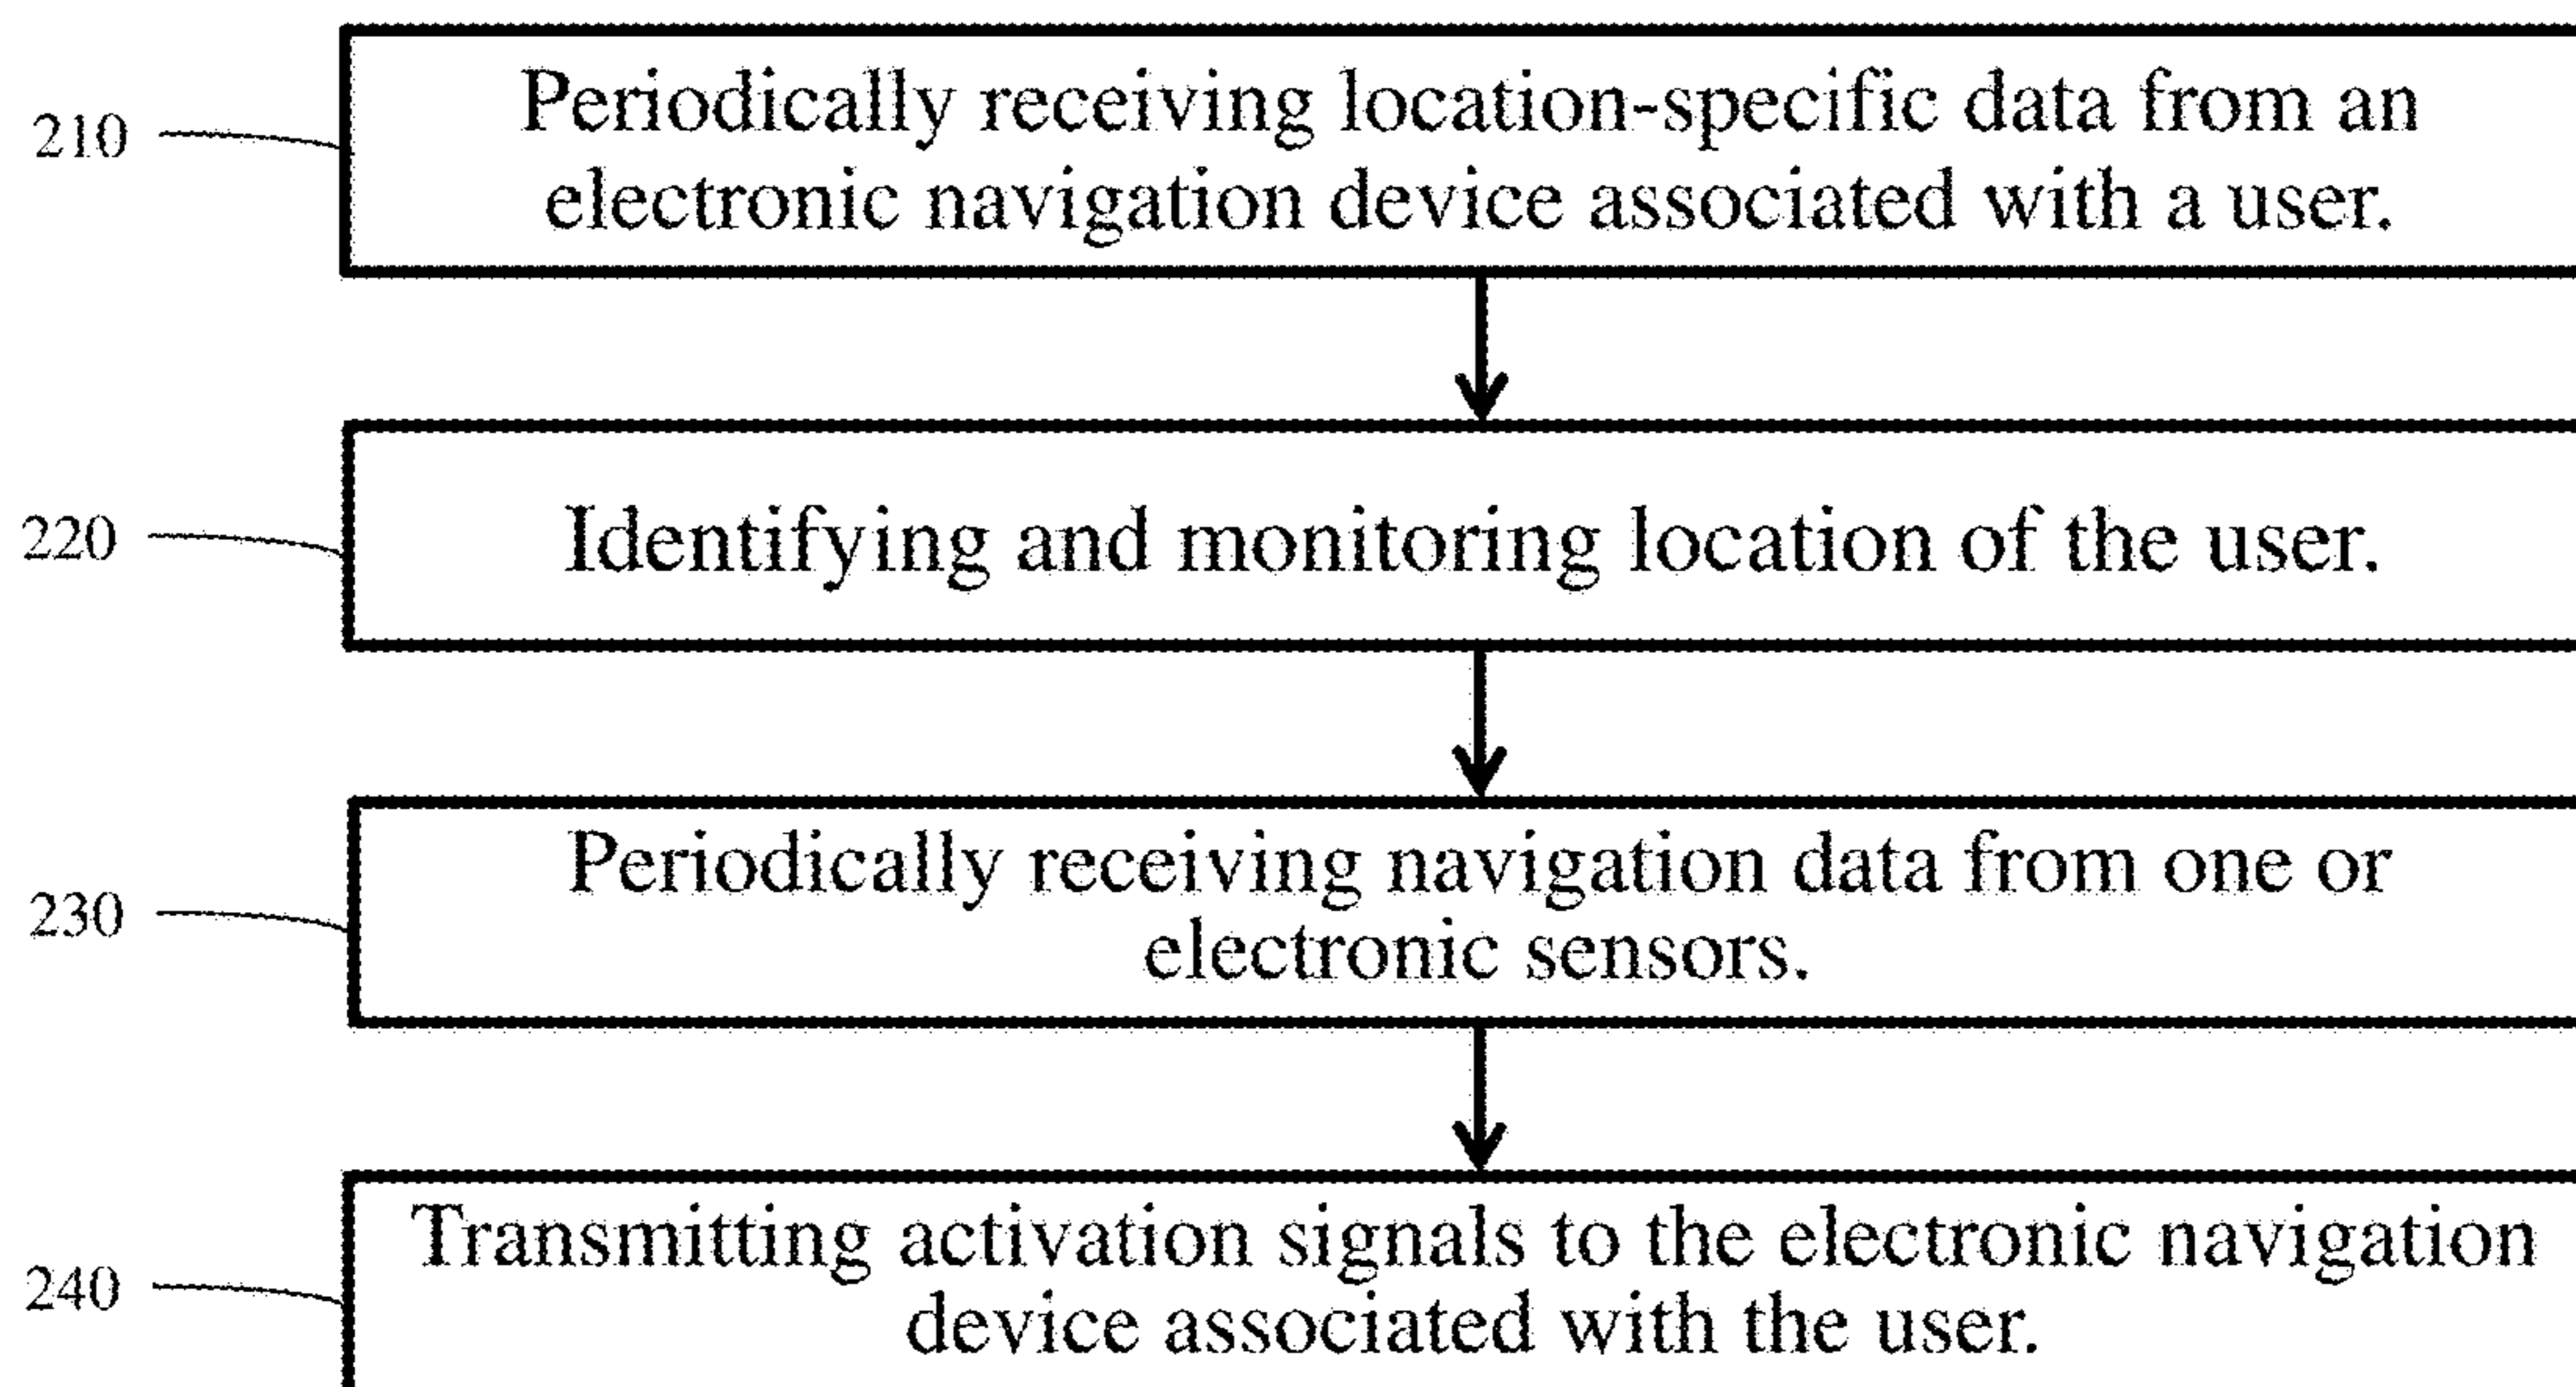 210
Periodically receiving location-specific data from an
electronic navigation device associated with a user.
220
Identifying and monitoring location of the user.
230
Periodically receiving navigation data from one or
electronic sensors.
240
Transmitting activation signals to the electronic navigation
device associated with the user.